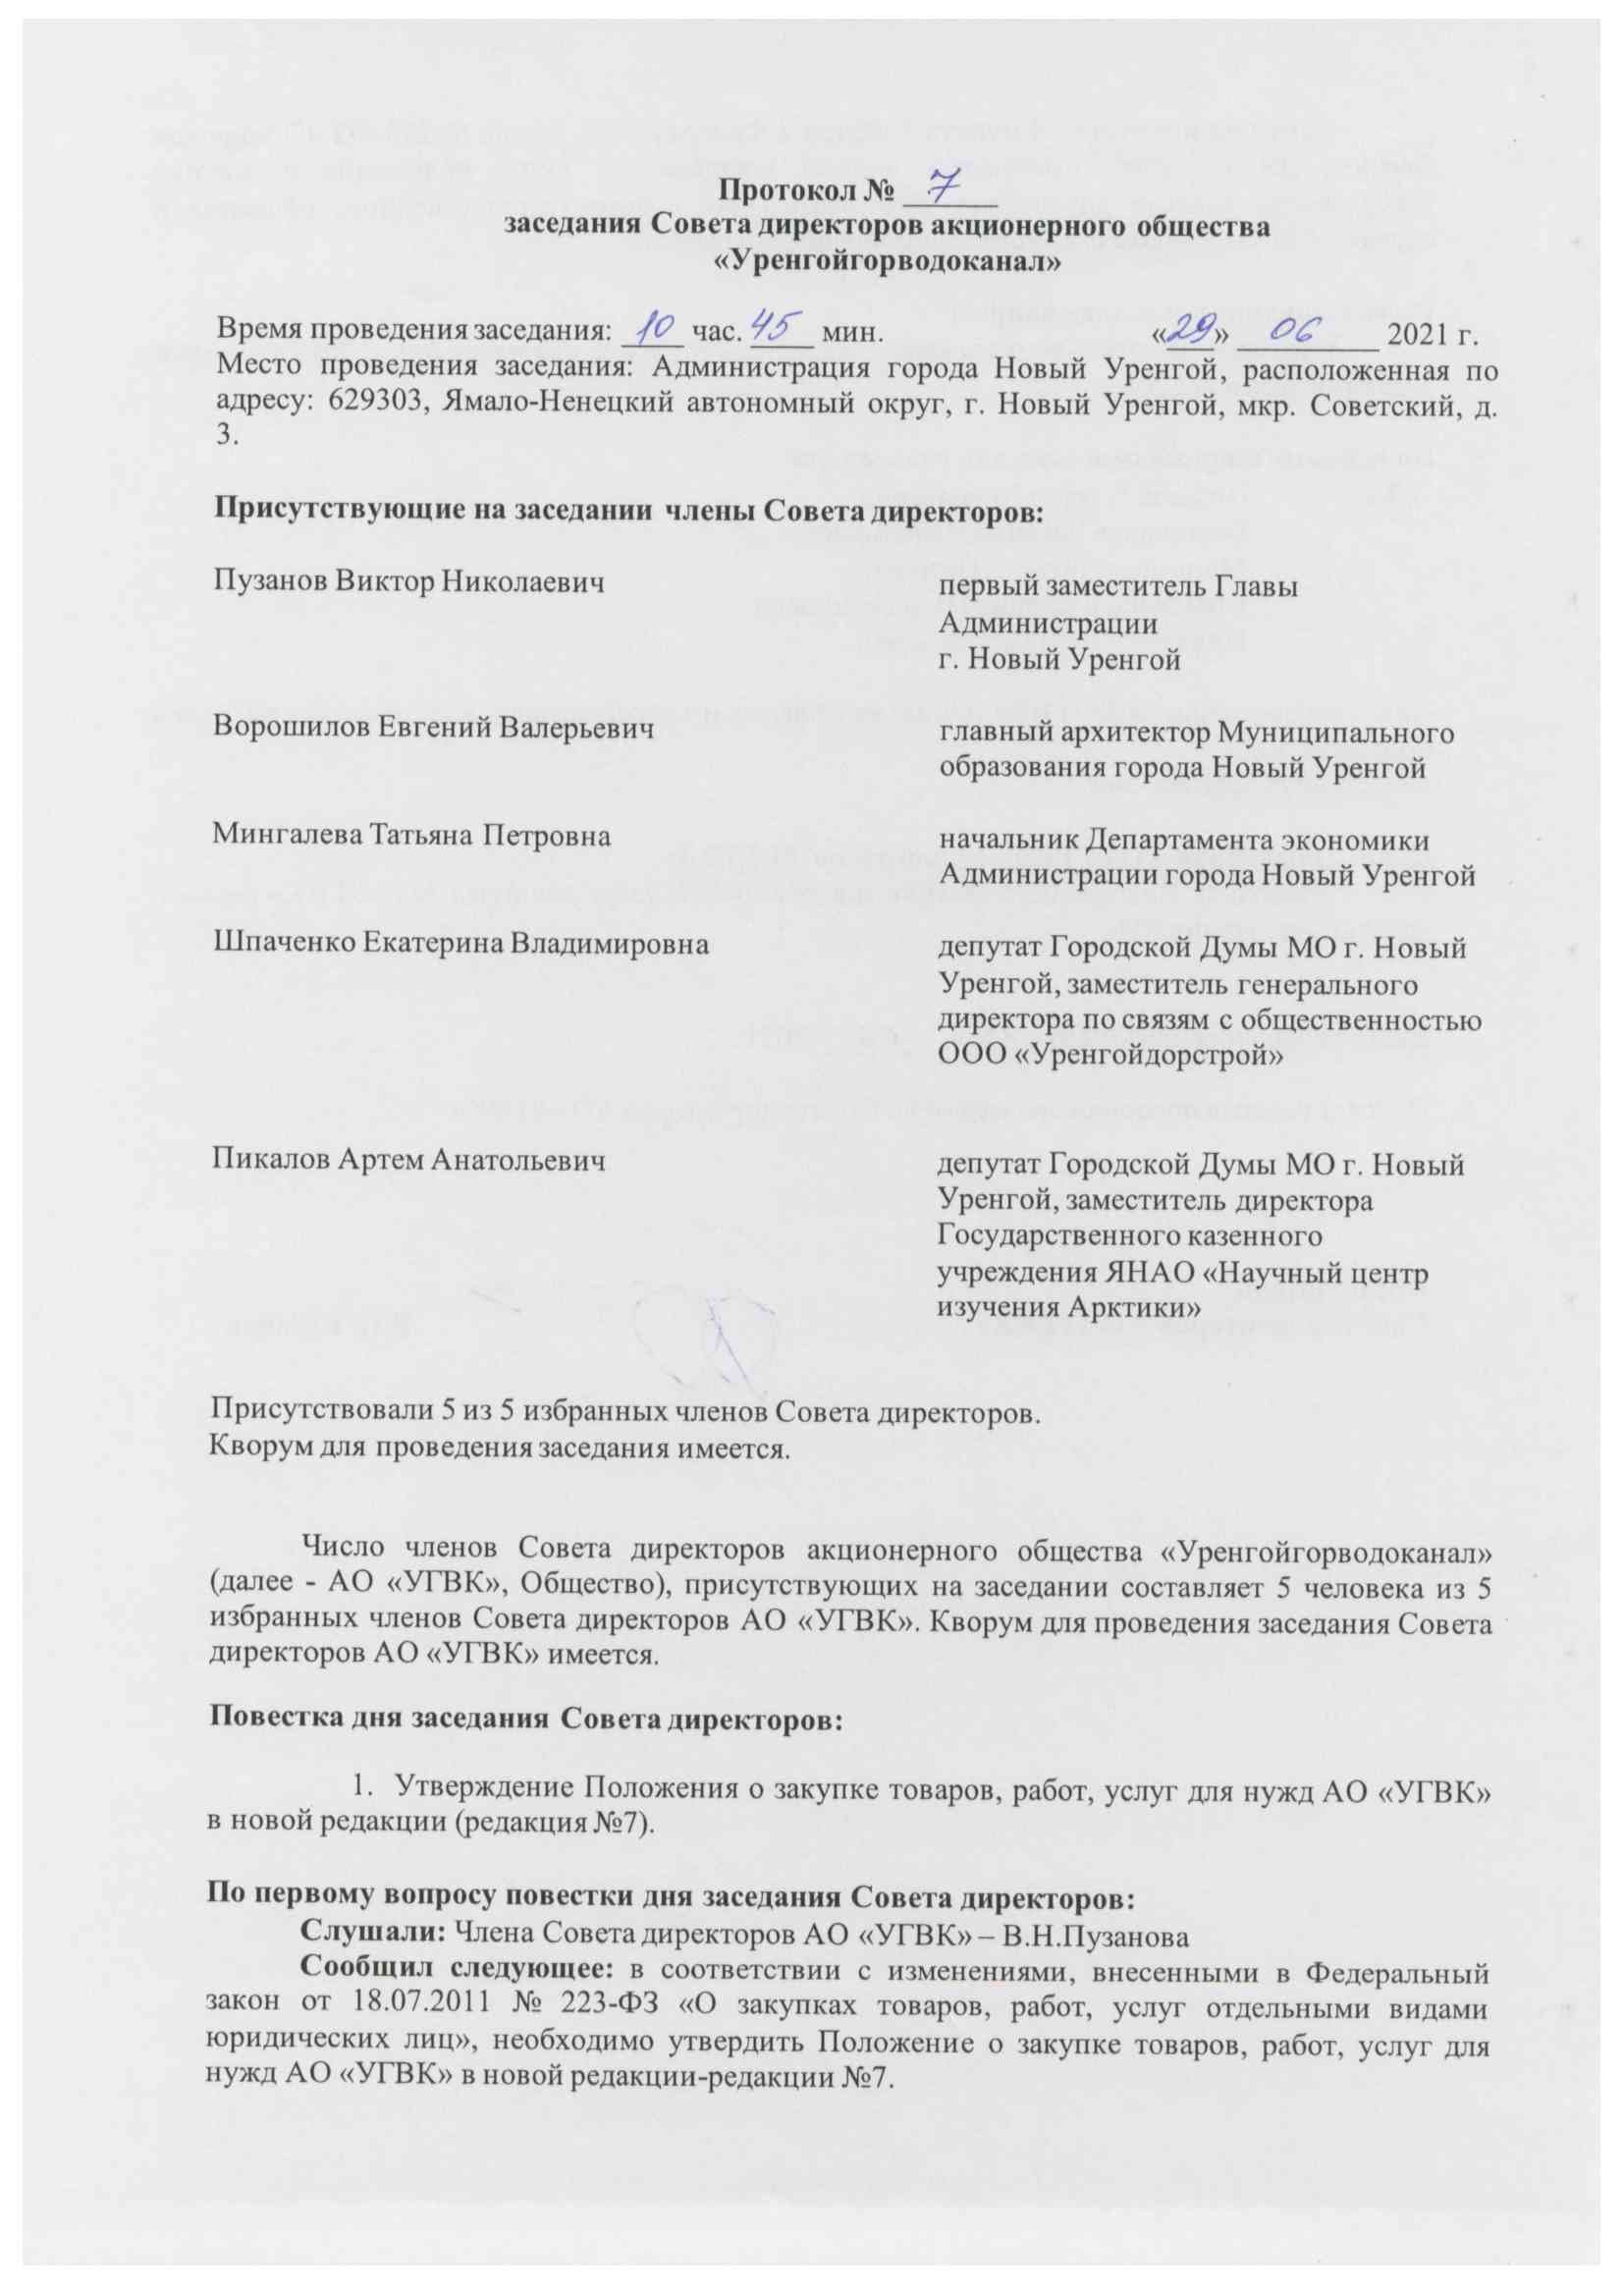 Протокол № 7
заседания Совета директоров акционерного общества
«Уренгойгорводоканал»
Время проведения заседания: 10 час. 45 мин. «29» 06 2021 г.
Место проведения заседания: Администрация города Новый Уренгой, расположенная по
адресу: 629303, Ямало-Ненецкий автономный округ, г. Новый Уренгой, мкр. Советский, д.
3.
Присутствующие на заседании члены Совета директоров:
Пузанов Виктор Николаевич первый заместитель Главы
Администрации
г. Новый Уренгой
Ворошилов Евгений Валерьевич главный архитектор Муниципального
образования города Новый Уренгой
Мингалева Татьяна Петровна начальник Департамента экономики
Администрации города Новый Уренгой
Шпаченко Екатерина Владимировна депутат Городской Думы МО г. Новый
Уренгой, заместитель генерального
директора по связям с общественностью
ООО «Уренгойдорстрой»
Пикалов Артем Анатольевич депутат Городской Думы МО г. Новый
Уренгой, заместитель директора
Государственного казенного
учреждения ЯНАО «Научный центр
изучения Арктики»
Присутствовали 5 из 5 избранных членов Совета директоров.
Кворум для проведения заседания имеется.
Число членов Совета директоров акционерного общества «Уренгойгорводоканал»
(далее - АО «УГВК», Общество), присутствующих на заседании составляет 5 человека из 5
избранных членов Совета директоров АО «УГВК». Кворум для проведения заседания Совета
директоров АО «УГВК» имеется.
Повестка дня заседания Совета директоров:
1. Утверждение Положения о закупке товаров, работ, услуг для нужд АО «УГВК»
в новой редакции (редакция №7).
По первому вопросу повестки дня заседания Совета директоров:
Слушали: Члена Совета директоров АО «УГВК» – В.Н.Пузанова
Сообщил следующее: в соответствии с изменениями, внесенными в Федеральный
закон от 18.07.2011 № 223-ФЗ «О закупках товаров, работ, услуг отдельными видами
юридических лиц», необходимо утвердить Положение о закупке товаров, работ, услуг для
нужд АО «УГВК» в новой редакции-редакции №7.